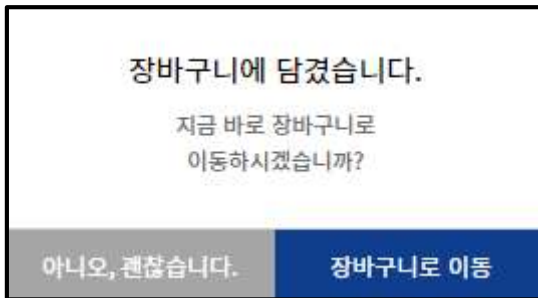 장바구니에 담겼습니다.
지금 바로 장바구니로
이동하시겠습니까?
아니오, 괜찮습니다.
장바구니로 이동